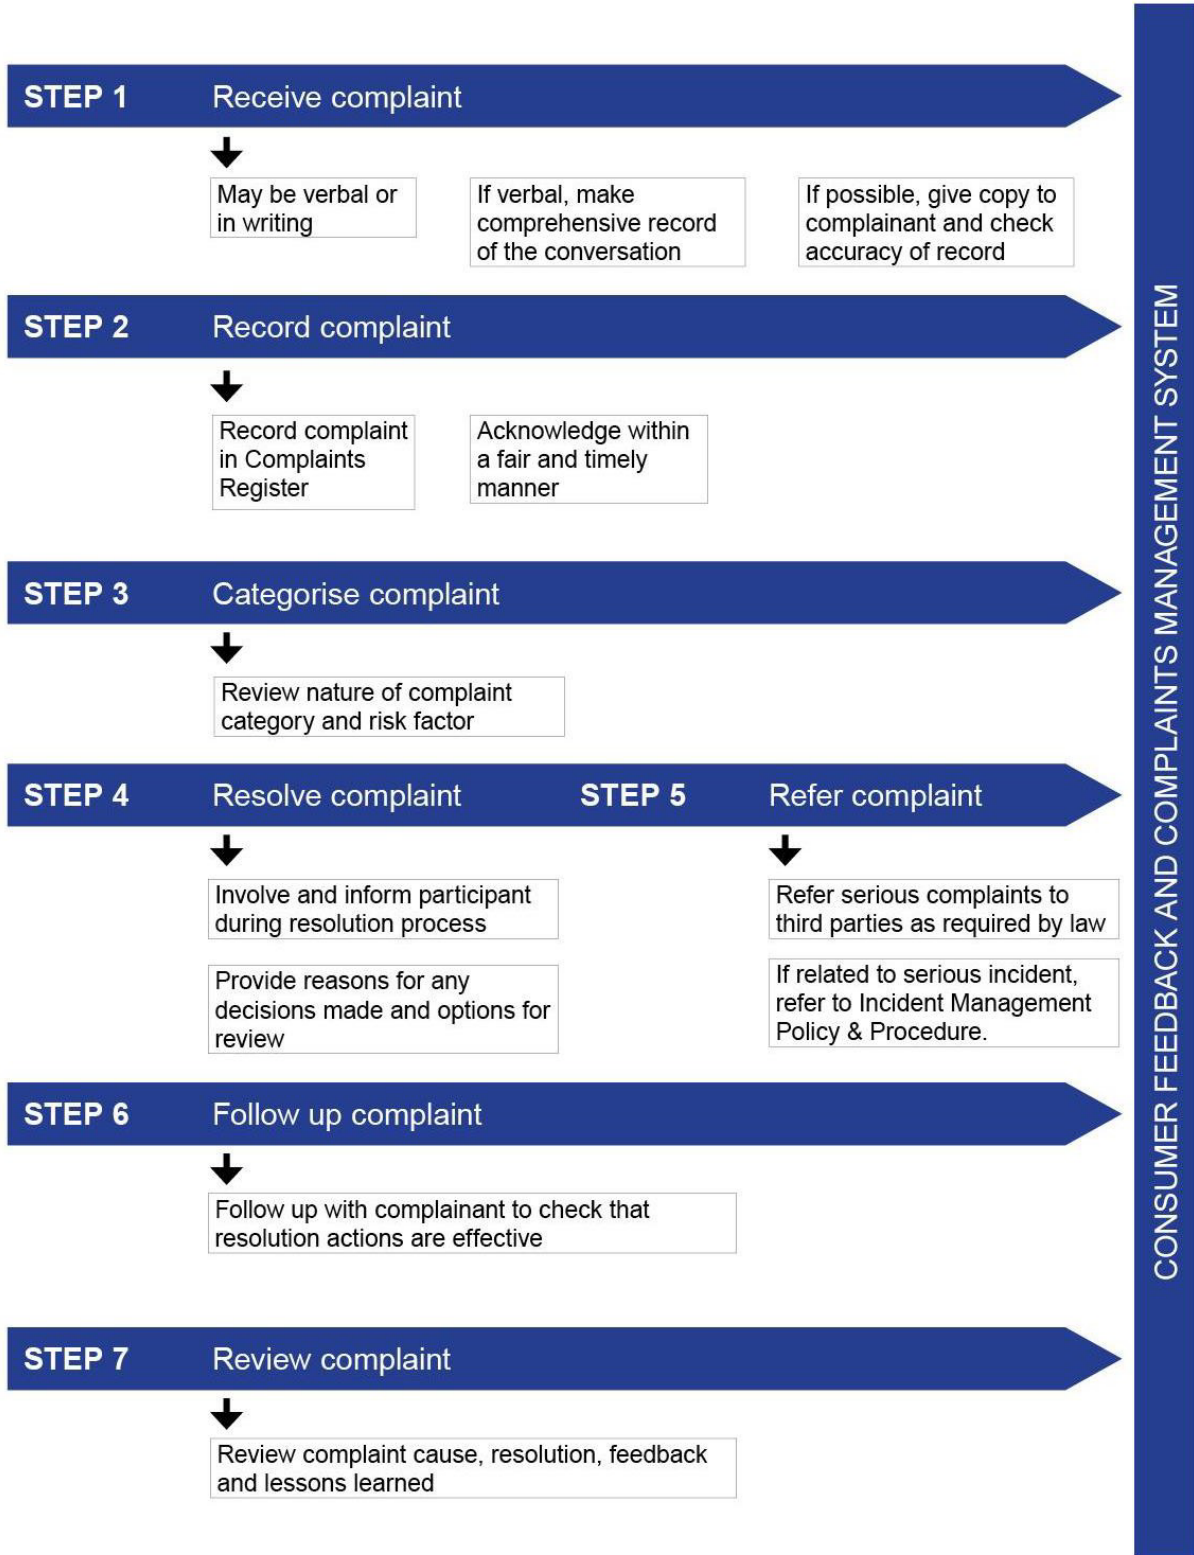 STEP 1 Receive complaint
May be verbal or
in writing
If verbal, make
comprehensive record
of the conversation
If possible, give copy to
complainant and check
accuracy of record
STEP 2 Record complaint
Record complaint
in Complaints
Register
Acknowledge within
a fair and timely
manner
STEP 3 Categorise complaint
Review nature of complaint
category and risk factor
STEP 4 Resolve complaint STEP 5 Refer complaint
Involve and inform participant
during resolution process
Provide reasons for any
decisions made and options for
review
Refer serious complaints to
third parties as required by law
If related to serious incident,
refer to Incident Management
Policy & Procedure.
STEP 6 Follow up complaint
Follow up with complainant to check that
resolution actions are effective
STEP 7 Review complaint
Review complaint cause, resolution, feedback
and lessons learned
CONSUMER FEEDBACK AND COMPLAINTS MANAGEMENT SYSTEM